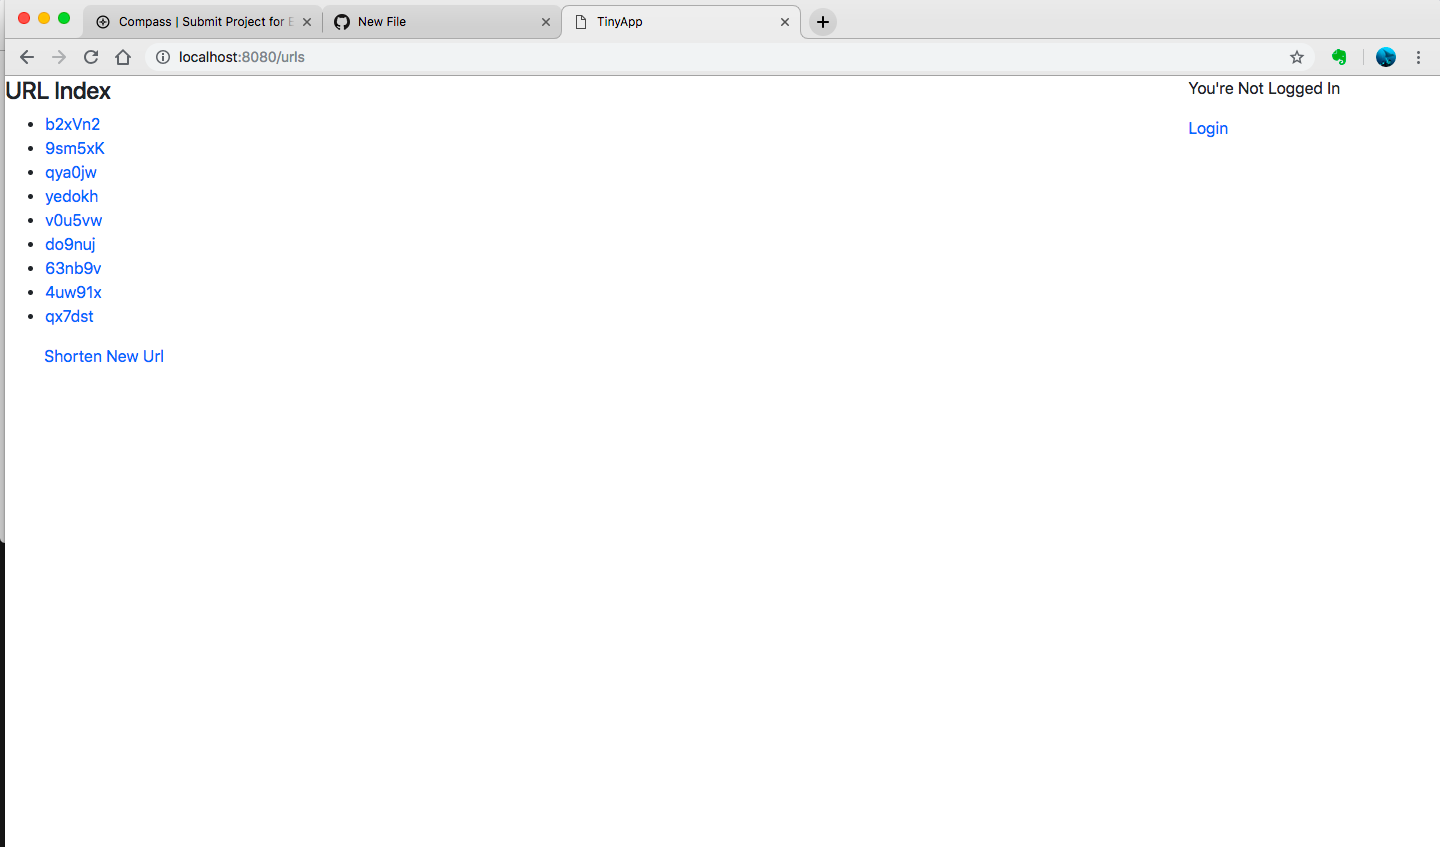 Compass | Submit Project for E
New File
TinyApp
localhost:8080/urls
URL Index
You're Not Logged In
b2xVn2
Login
9sm5xK
qya0jw
yedokh
v0u5vw
do9nuj
63nb9v
4uw91x
qx7dst
Shorten New Url